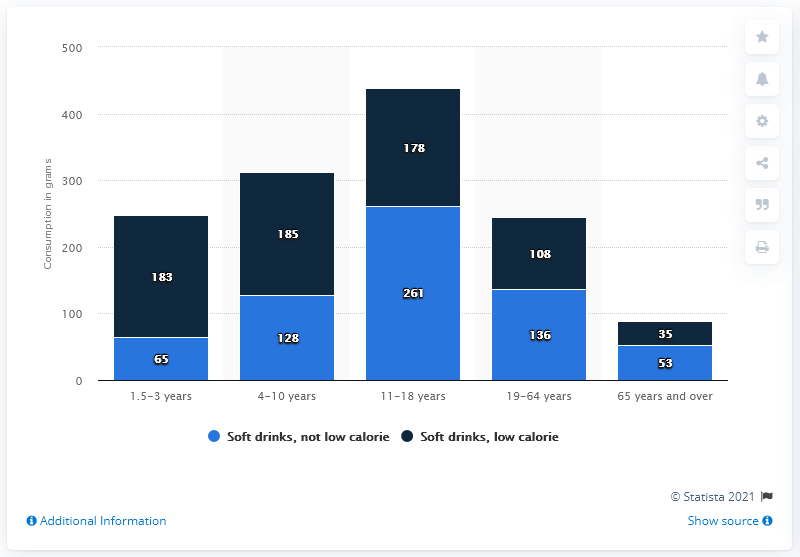 Consumption in grams
500
400
300
200
100
0
183
65
185
128
178
261
108
136
35
53
1.5-3 years
4-10 years
11-18 years
19-64 years
65 years and over
Soft drinks, not low calorie
Soft drinks, low calorie
© Statista 2021
Additional Information
Show source